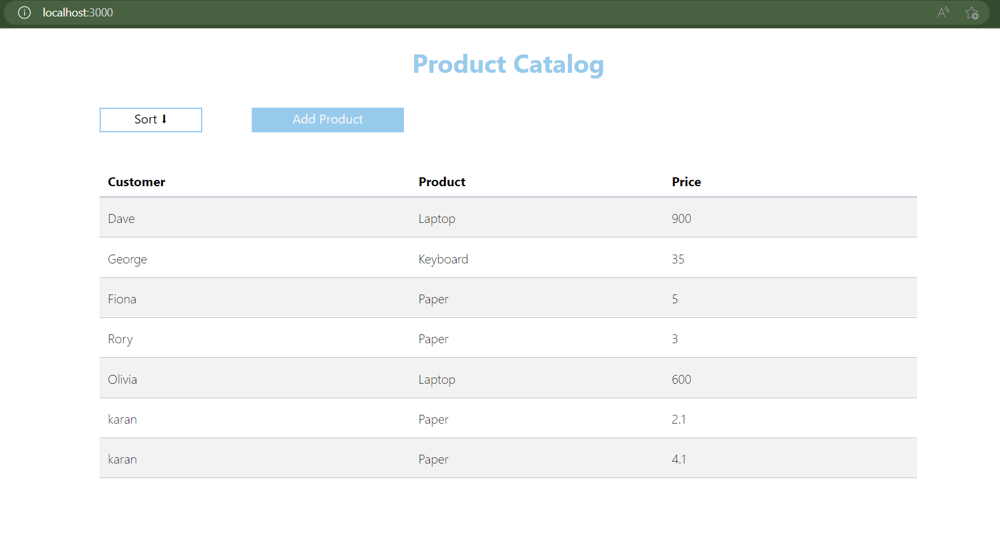 localhost:3000
Product Catalog
Sort ⬇ Add Product
Customer Product Price
Dave Laptop 900
George Keyboard 35
Fiona Paper 5
Rory Paper 3
Olivia Laptop 600
karan Paper 2.1
karan Paper 4.1